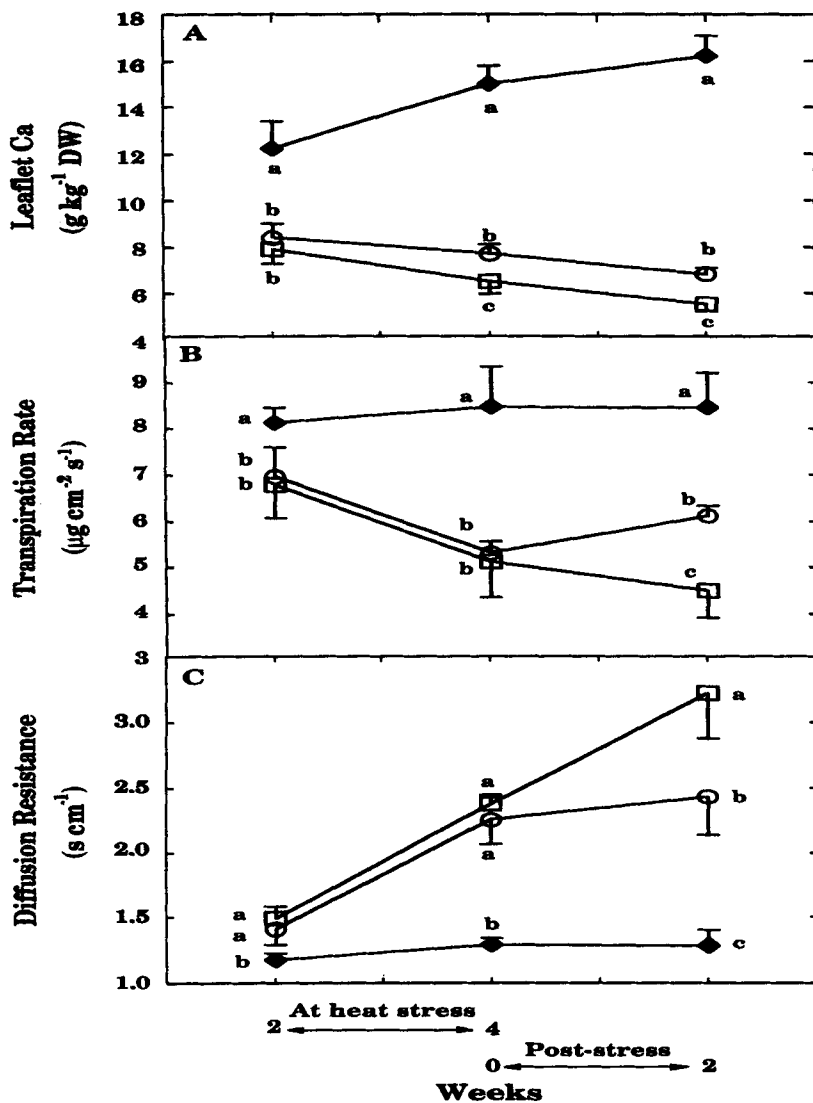 A
18
16
14
12
10
8
6
4
Leaflet Ca
(g kg⁻¹ DW)
a
a
a
b
b
b
b
c
c
B
9
8
7
6
5
4
3
Transpiration Rate
(µg cm⁻² s⁻¹)
a
a
a
b
b
b
b
b
c
C
3.0
2.5
2.0
1.5
1.0
Diffusion Resistance
(s cm⁻¹)
a
a
b
a
a
a
b
b
c
At heat stress
2 4
Post-stress
0 2
Weeks